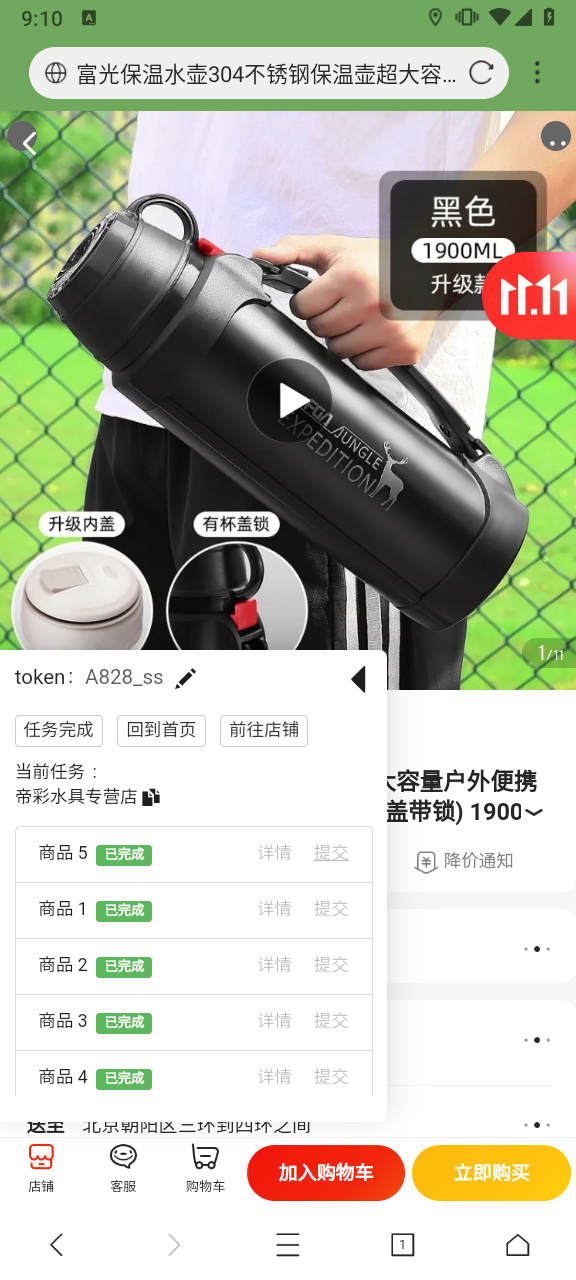 9:10
富光保温水壶304不锈钢保温壶超大容...
黑色
1900ML
升级款
11.11
EXPEDITION
JUNGLE
升级内盖
有杯盖锁
1/11
token: A828_ss
任务完成 回到首页 前往店铺
当前任务 :
帝彩水具专营店
大容量户外便携
盖带锁) 1900
降价通知
商品 5 已完成 详情 提交
商品 1 已完成 详情 提交
商品 2 已完成 详情 提交
商品 3 已完成 详情 提交
商品 4 已完成 详情 提交
送至 北京朝阳区三环到四环之间
店铺 客服 购物车 加入购物车 立即购买
1